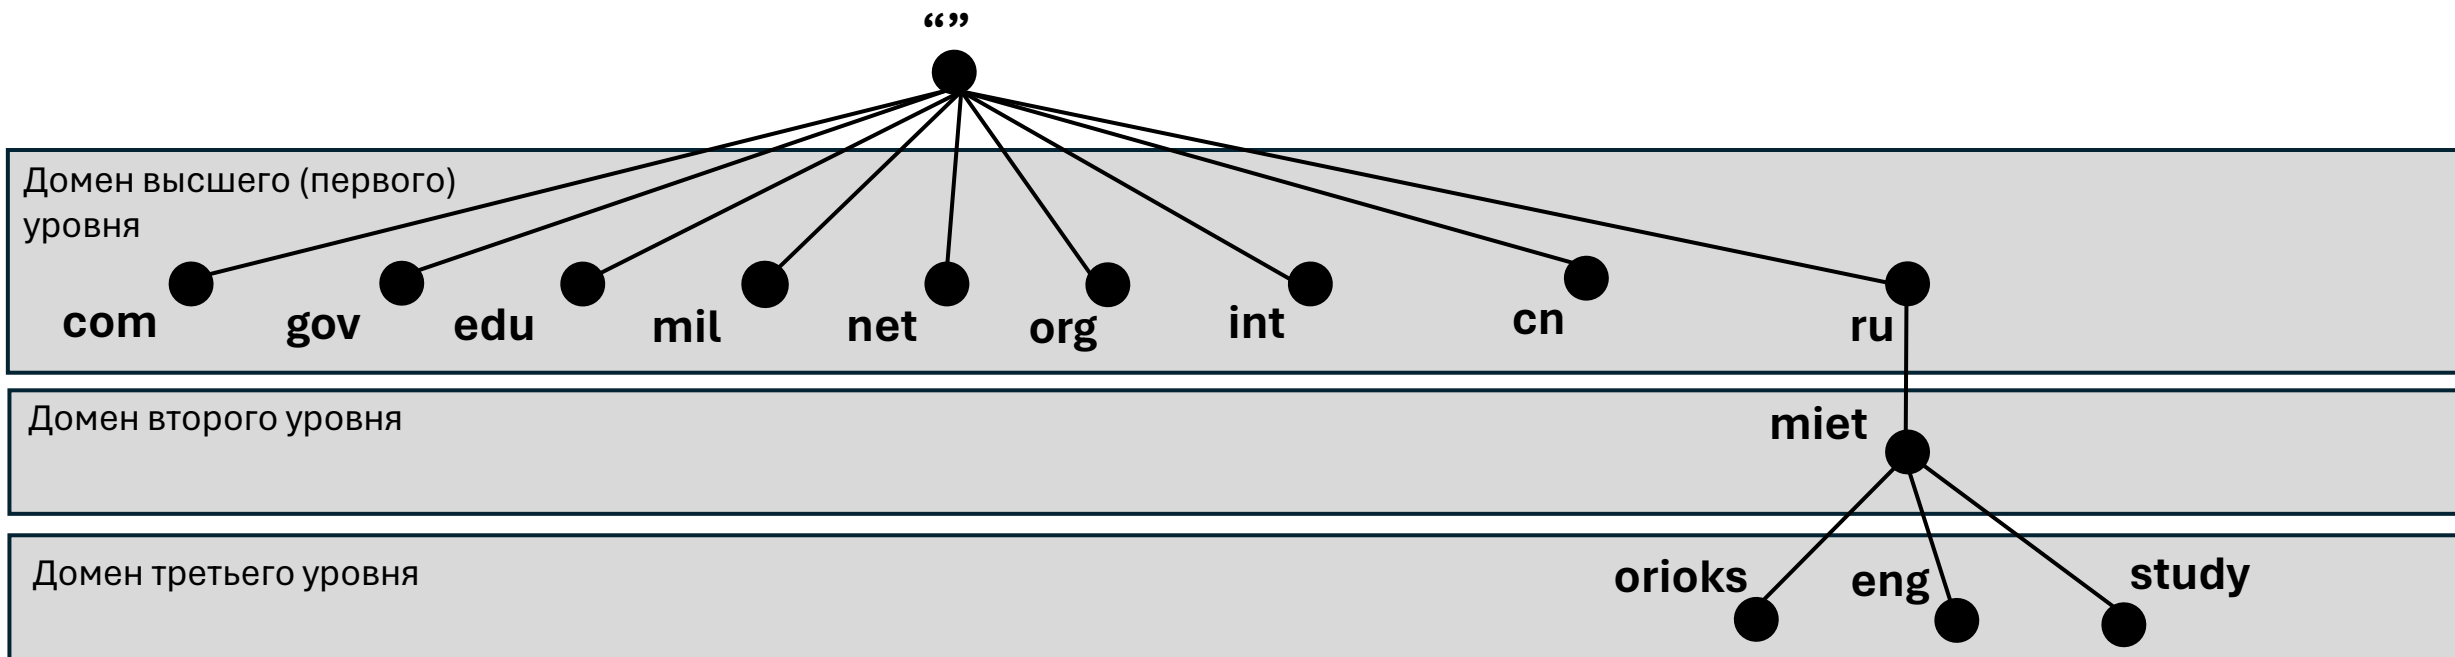 “”
Домен высшего (первого)
уровня
com gov edu mil net org int cn ru
Домен второго уровня
miet
Домен третьего уровня
orioks eng study